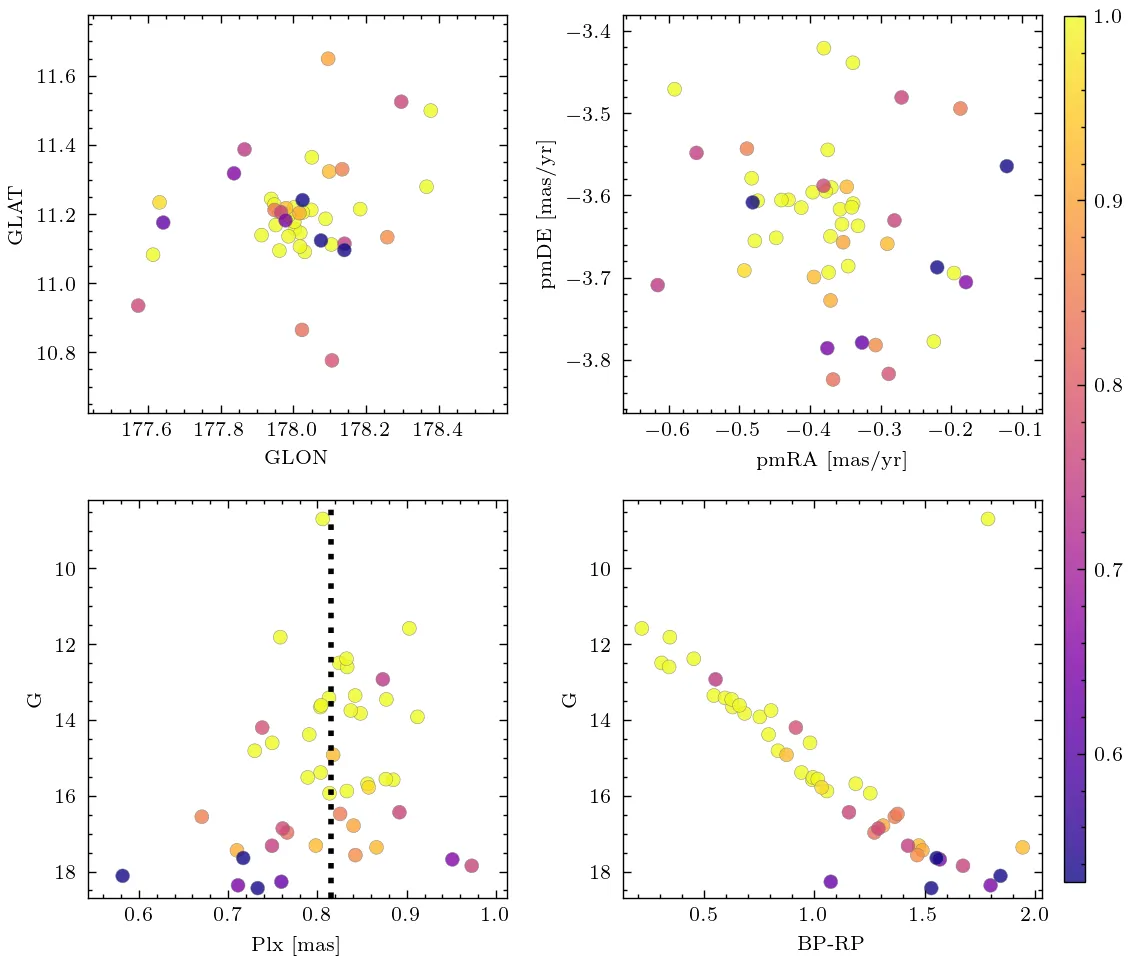 11.6
11.4
11.2
11.0
10.8
GLAT
177.6 177.8 178.0 178.2 178.4
GLON
−3.4
−3.5
−3.6
−3.7
−3.8
pmDE [mas/yr]
−0.6 −0.5 −0.4 −0.3 −0.2 −0.1
pmRA [mas/yr]
1.0
0.9
0.8
0.7
0.6
10
12
14
16
18
G
0.6 0.7 0.8 0.9 1.0
Plx [mas]
10
12
14
16
18
G
0.5 1.0 1.5 2.0
BP-RP